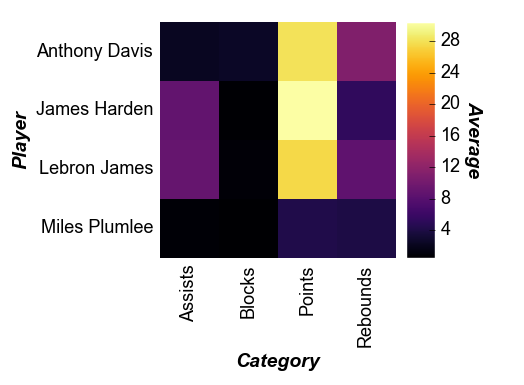 Anthony Davis
James Harden
Lebron James
Miles Plumlee
Player
Assists
Blocks
Points
Rebounds
Category
28
24
20
16
12
8
4
Average